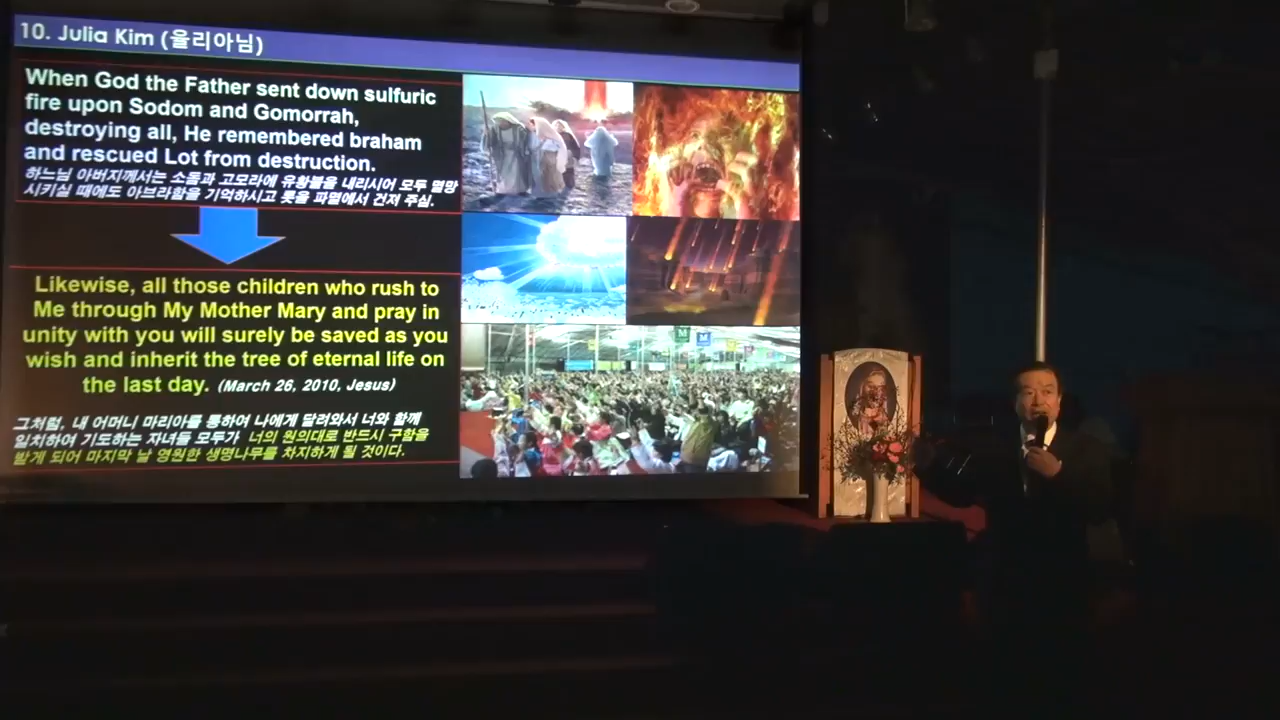 10. Julia Kim (율리아님)
When God the Father sent down sulfuric
fire upon Sodom and Gomorrah,
destroying all, He remembered braham
and rescued Lot from destruction.
하느님 아버지께서는 소돔과 고모라에 유황불을 내리시어 모두 멸망
시키실 때에도 아브라함을 기억하시고 롯을 파멸에서 건져 주심.
Likewise, all those children who rush to
Me through My Mother Mary and pray in
unity with you will surely be saved as you
wish and inherit the tree of eternal life on
the last day. (March 26, 2010, Jesus)
그처럼, 내 어머니 마리아를 통하여 나에게 달려와서 너와 함께
일치하여 기도하는 자녀들 모두가 너의 원의대로 반드시 구함을
받게 되어 마지막 날 영원한 생명나무를 차지하게 될 것이다.